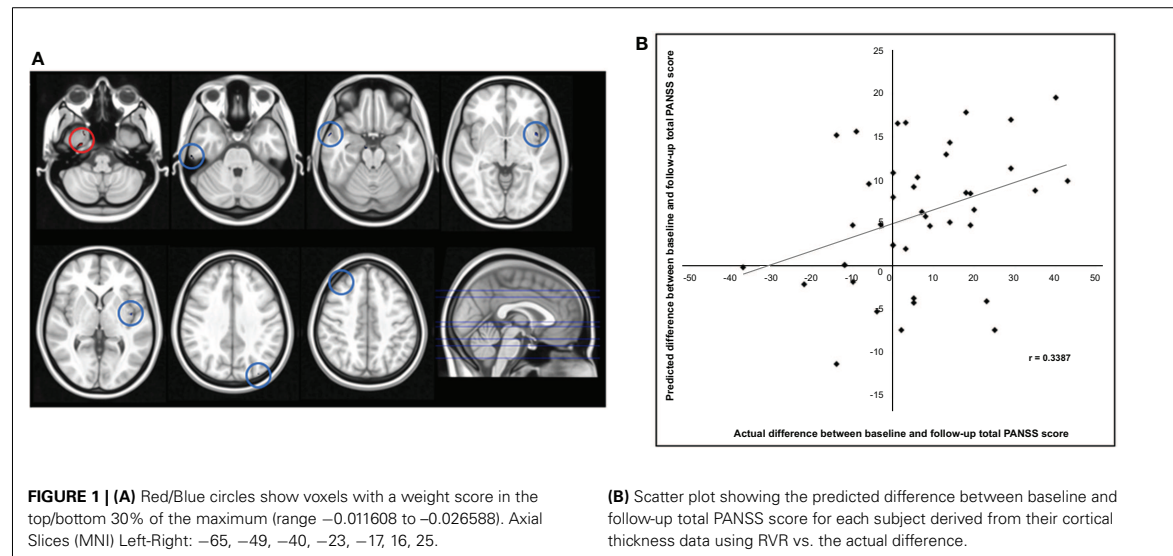 A
B
Predicted difference between baseline and follow-up total PANSS score
25
20
15
10
5
0
-5
-10
-15
-50
-40
-30
-20
-10
0
10
20
30
40
50
r = 0.3387
Actual difference between baseline and follow-up total PANSS score
FIGURE 1 | (A) Red/Blue circles show voxels with a weight score in the
top/bottom 30% of the maximum (range −0.011608 to –0.026588). Axial
Slices (MNI) Left-Right: −65, −49, −40, −23, −17, 16, 25.
(B) Scatter plot showing the predicted difference between baseline and
follow-up total PANSS score for each subject derived from their cortical
thickness data using RVR vs. the actual difference.